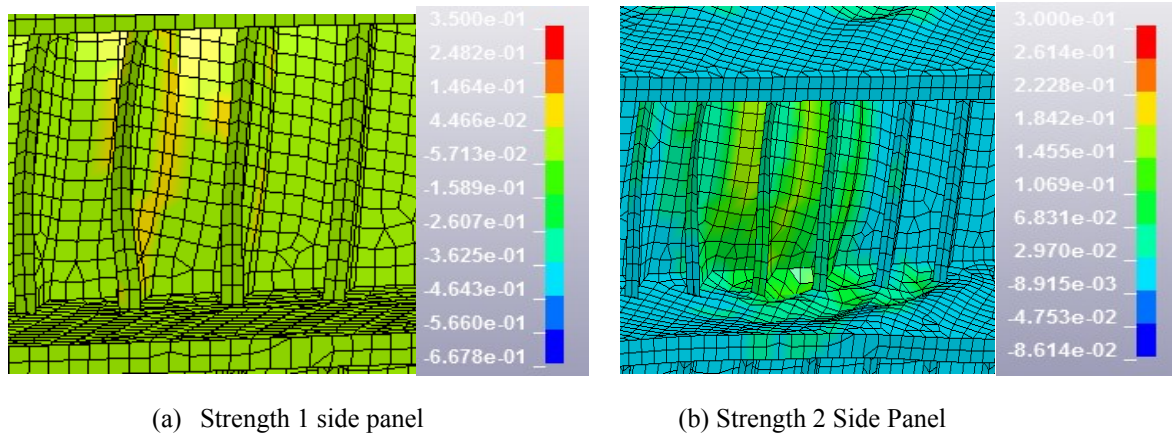 3.500e-01
2.482e-01
1.464e-01
4.466e-02
-5.713e-02
-1.589e-01
-2.607e-01
-3.625e-01
-4.643e-01
-5.660e-01
-6.678e-01
3.000e-01
2.614e-01
2.228e-01
1.842e-01
1.455e-01
1.069e-01
6.831e-02
2.970e-02
-8.915e-03
-4.753e-02
-8.614e-02
(a) Strength 1 side panel
(b) Strength 2 Side Panel